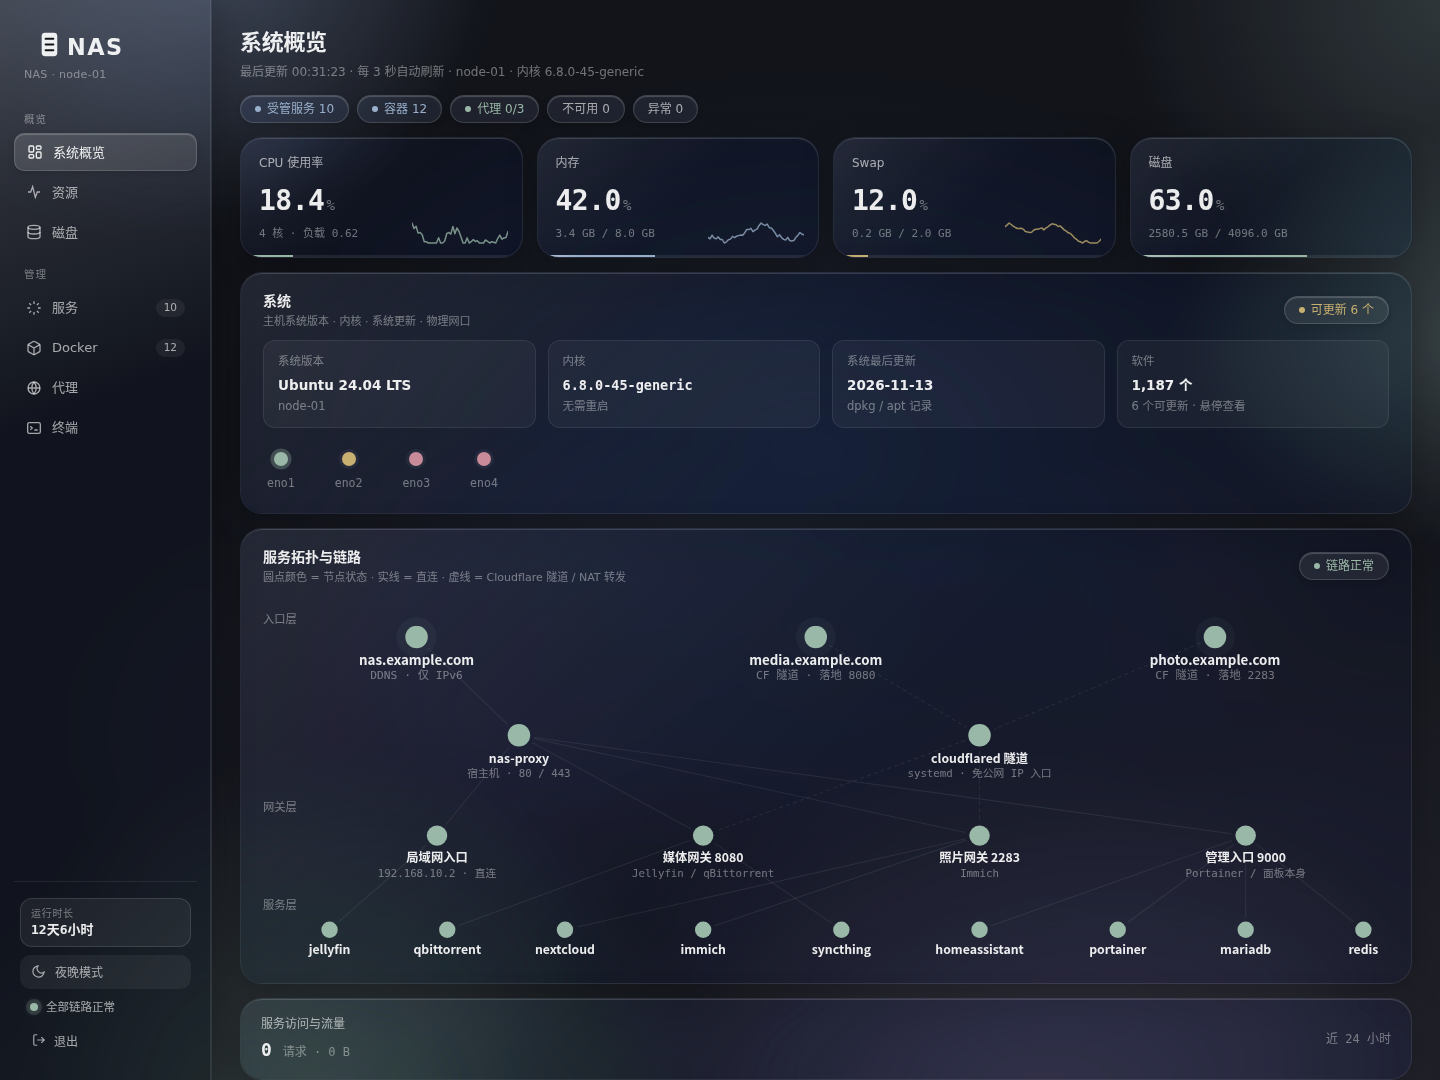 NAS
NAS · node-01
概览
系统概览
资源
磁盘
管理
服务 10
Docker 12
代理
终端
运行时长
12天6小时
夜晚模式
全部链路正常
退出
系统概览
最后更新 00:31:23 · 每 3 秒自动刷新 · node-01 · 内核 6.8.0-45-generic
受管服务 10 容器 12 代理 0/3 不可用 0 异常 0
CPU 使用率
18.4%
4 核 · 负载 0.62
内存
42.0%
3.4 GB / 8.0 GB
Swap
12.0%
0.2 GB / 2.0 GB
磁盘
63.0%
2580.5 GB / 4096.0 GB
系统
主机系统版本 · 内核 · 系统更新 · 物理网口
可更新 6 个
系统版本
Ubuntu 24.04 LTS
node-01
内核
6.8.0-45-generic
无需重启
系统最后更新
2026-11-13
dpkg / apt 记录
软件
1,187 个
6 个可更新 · 悬停查看
eno1 eno2 eno3 eno4
服务拓扑与链路
圆点颜色 = 节点状态 · 实线 = 直连 · 虚线 = Cloudflare 隧道 / NAT 转发
链路正常
入口层
nas.example.com
DDNS · 仅 IPv6
media.example.com
CF 隧道 · 落地 8080
photo.example.com
CF 隧道 · 落地 2283
nas-proxy
宿主机 · 80 / 443
cloudflared 隧道
systemd · 免公网 IP 入口
网关层
局域网入口
192.168.10.2 · 直连
媒体网关 8080
Jellyfin / qBittorrent
照片网关 2283
Immich
管理入口 9000
Portainer / 面板本身
服务层
jellyfin qbittorrent nextcloud immich syncthing homeassistant portainer mariadb redis
服务访问与流量
0 请求 · 0 B
近 24 小时